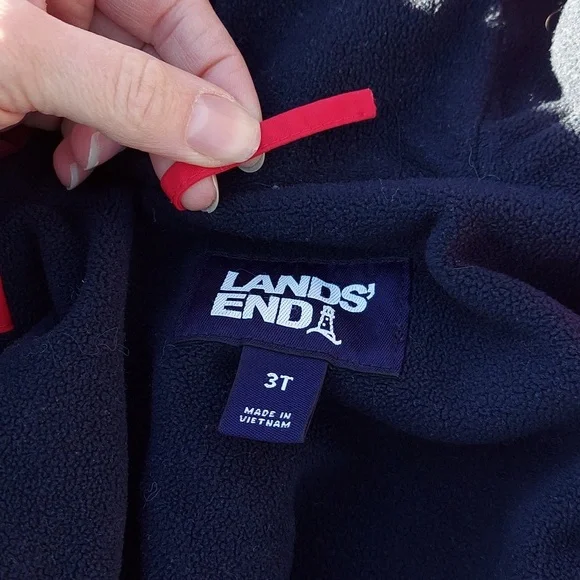 LANDS'
END
3T
MADE IN
VIETNAM